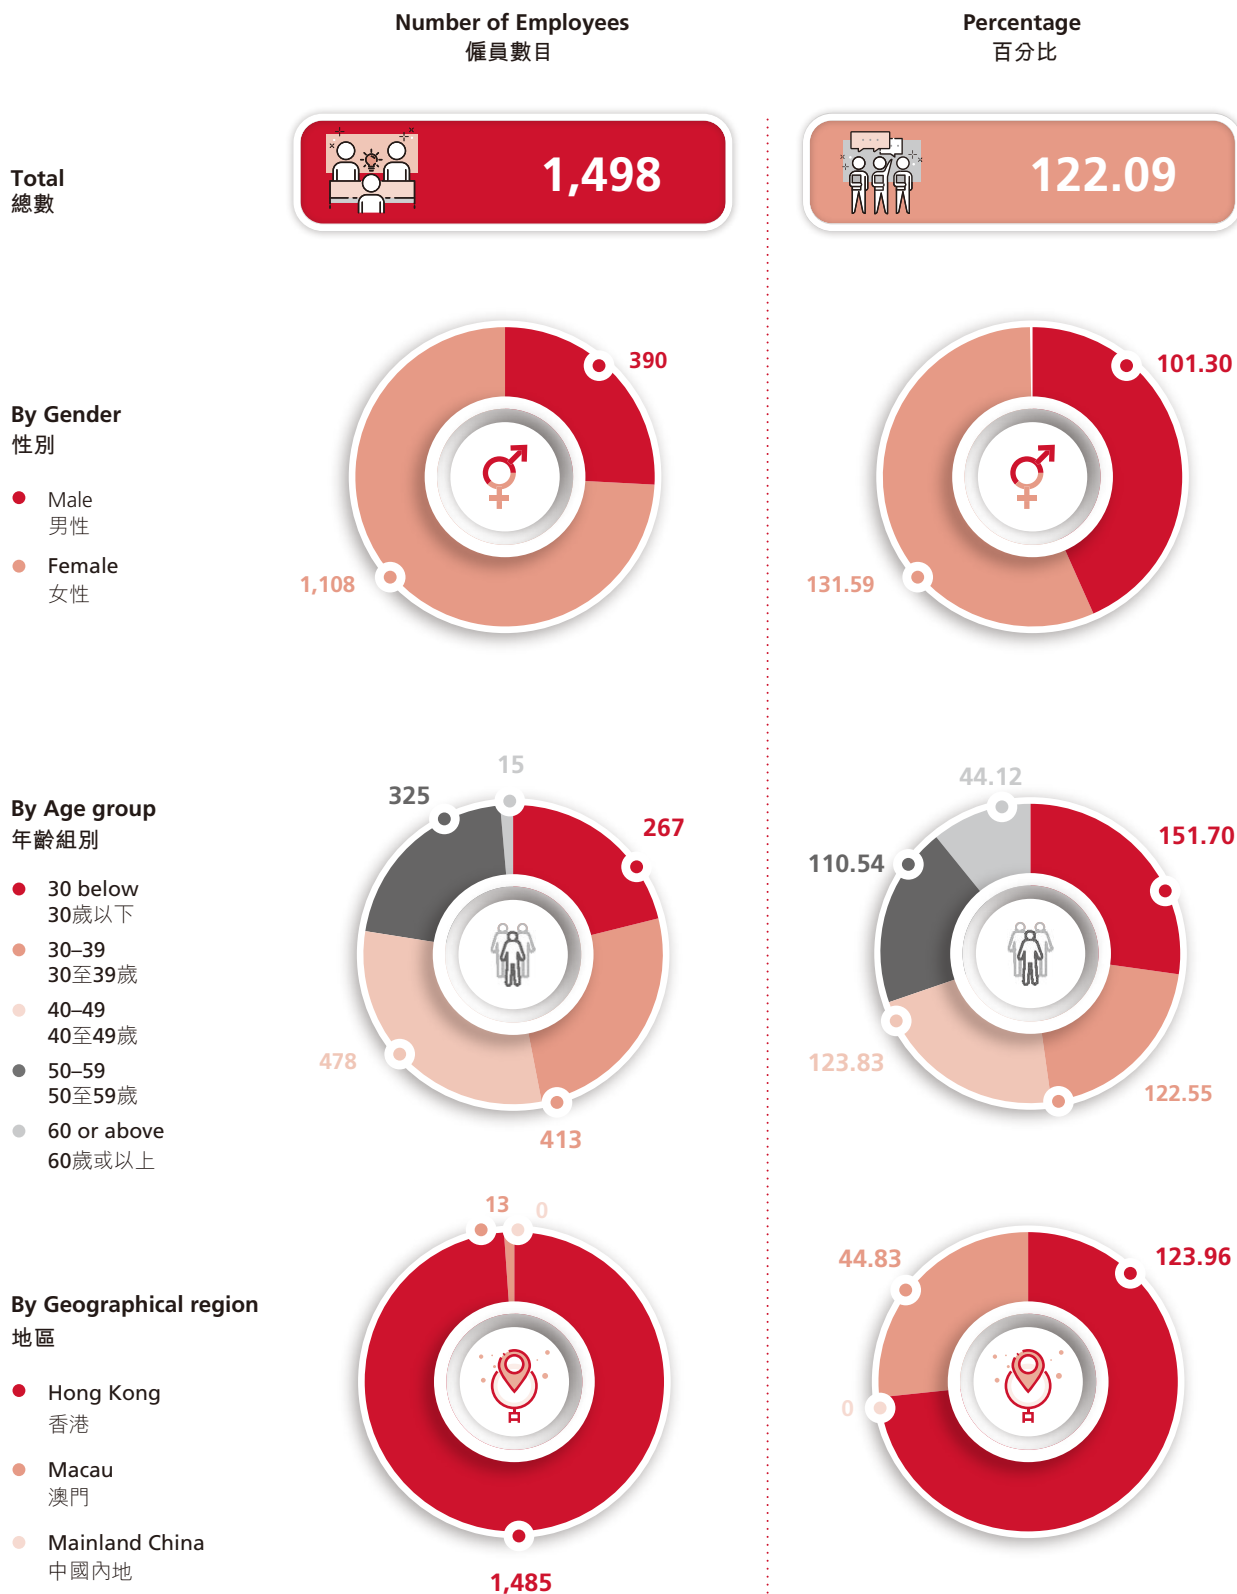 Number of Employees
僱員數目
Percentage
百分比
Total
總數
1,498
122.09
By Gender
性別
Male
男性
Female
女性
390
1,108
101.30
131.59
By Age group
年齡組別
30 below
30歲以下
30–39
30至39歲
40–49
40至49歲
50–59
50至59歲
60 or above
60歲或以上
15
325
267
478
413
44.12
110.54
151.70
123.83
122.55
By Geographical region
地區
Hong Kong
香港
Macau
澳門
Mainland China
中國內地
13
0
1,485
44.83
123.96
0